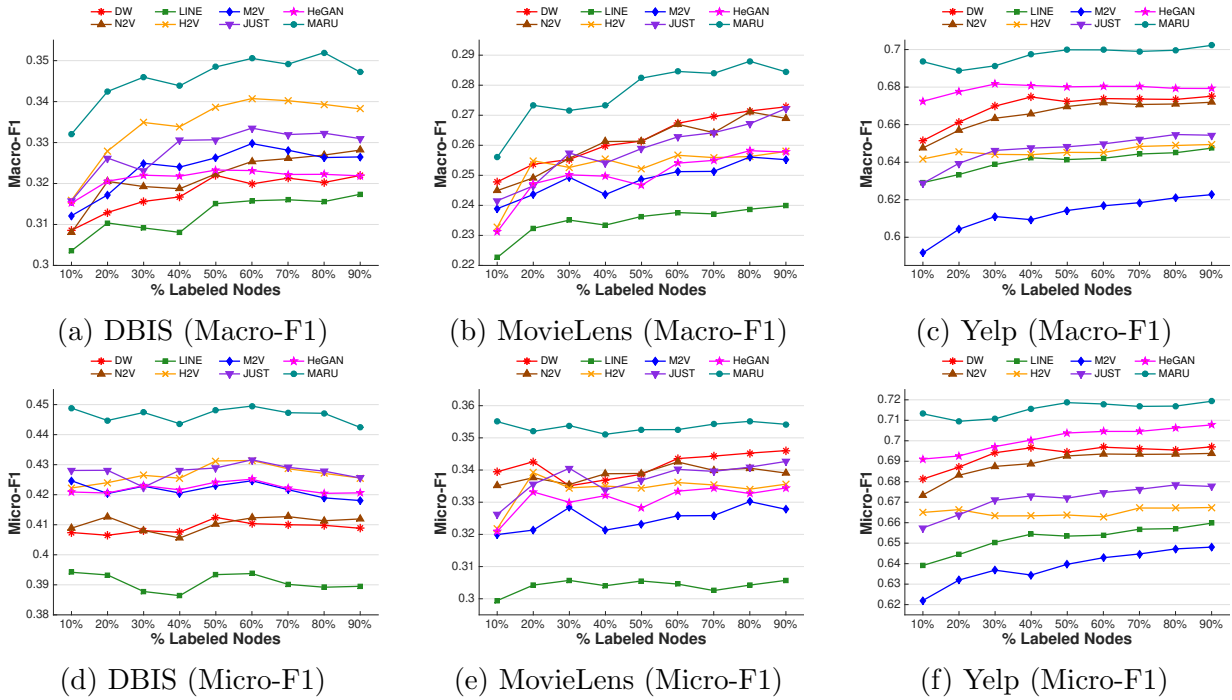 DW LINE M2V HeGAN
N2V H2V JUST MARU
Macro-F1
0.35
0.34
0.33
0.32
0.31
0.3
10% 20% 30% 40% 50% 60% 70% 80% 90%
% Labeled Nodes
(a) DBIS (Macro-F1)
DW LINE M2V HeGAN
N2V H2V JUST MARU
Macro-F1
0.29
0.28
0.27
0.26
0.25
0.24
0.23
0.22
10% 20% 30% 40% 50% 60% 70% 80% 90%
% Labeled Nodes
(b) MovieLens (Macro-F1)
DW LINE M2V HeGAN
N2V H2V JUST MARU
Macro-F1
0.7
0.68
0.66
0.64
0.62
0.6
10% 20% 30% 40% 50% 60% 70% 80% 90%
% Labeled Nodes
(c) Yelp (Macro-F1)
DW LINE M2V HeGAN
N2V H2V JUST MARU
Micro-F1
0.45
0.44
0.43
0.42
0.41
0.4
0.39
0.38
10% 20% 30% 40% 50% 60% 70% 80% 90%
% Labeled Nodes
(d) DBIS (Micro-F1)
DW LINE M2V HeGAN
N2V H2V JUST MARU
Micro-F1
0.36
0.35
0.34
0.33
0.32
0.31
0.3
10% 20% 30% 40% 50% 60% 70% 80% 90%
% Labeled Nodes
(e) MovieLens (Micro-F1)
DW LINE M2V HeGAN
N2V H2V JUST MARU
Micro-F1
0.72
0.71
0.7
0.69
0.68
0.67
0.66
0.65
0.64
0.63
0.62
10% 20% 30% 40% 50% 60% 70% 80% 90%
% Labeled Nodes
(f) Yelp (Micro-F1)